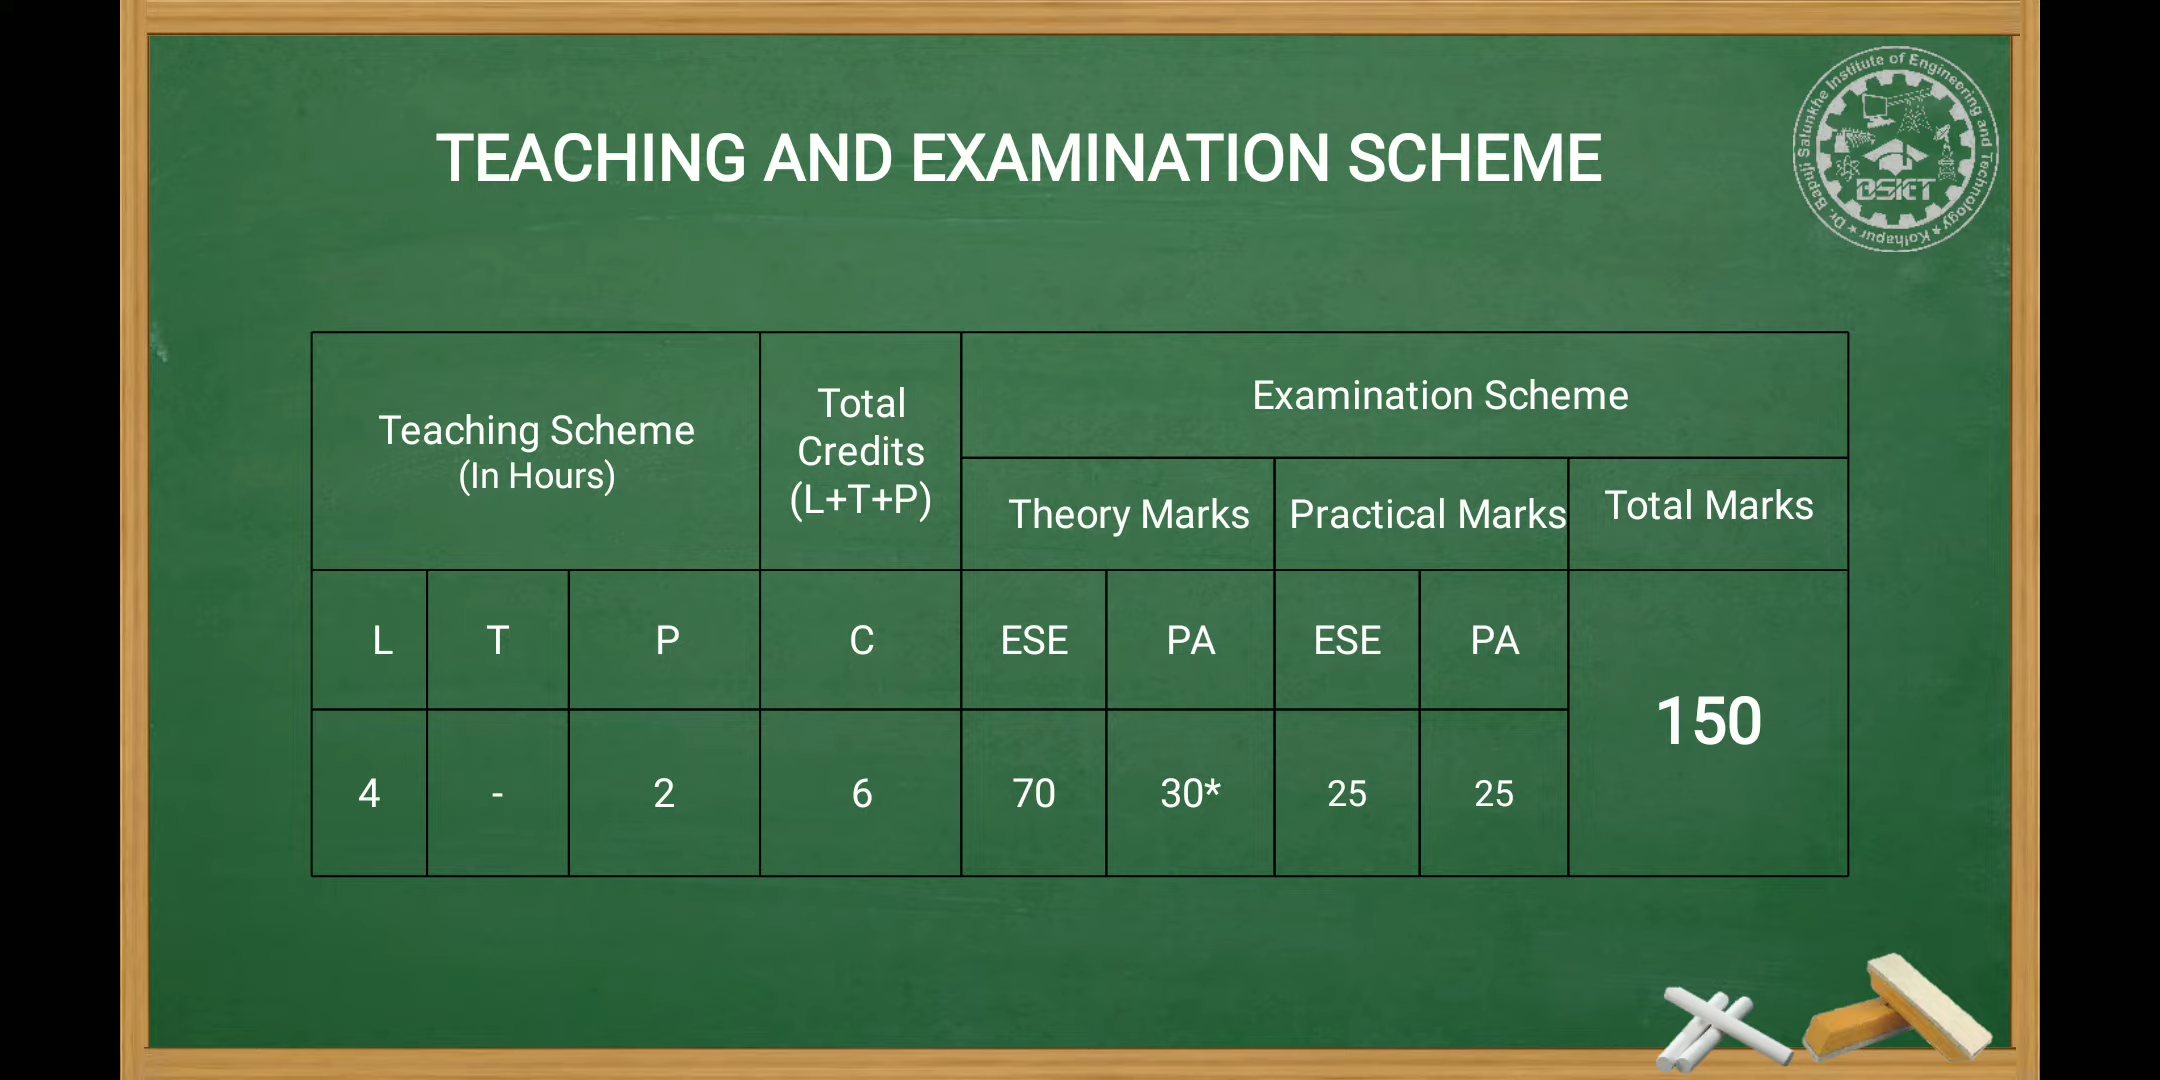 TEACHING AND EXAMINATION SCHEME
Dr. Bapuji Salunkhe Institute of Engineering and Technology * Kolhapur *
BSIET
Teaching Scheme
(In Hours)
Total
Credits
(L+T+P)
Examination Scheme
Theory Marks Practical Marks Total Marks
L T P C ESE PA ESE PA
150
4 - 2 6 70 30* 25 25